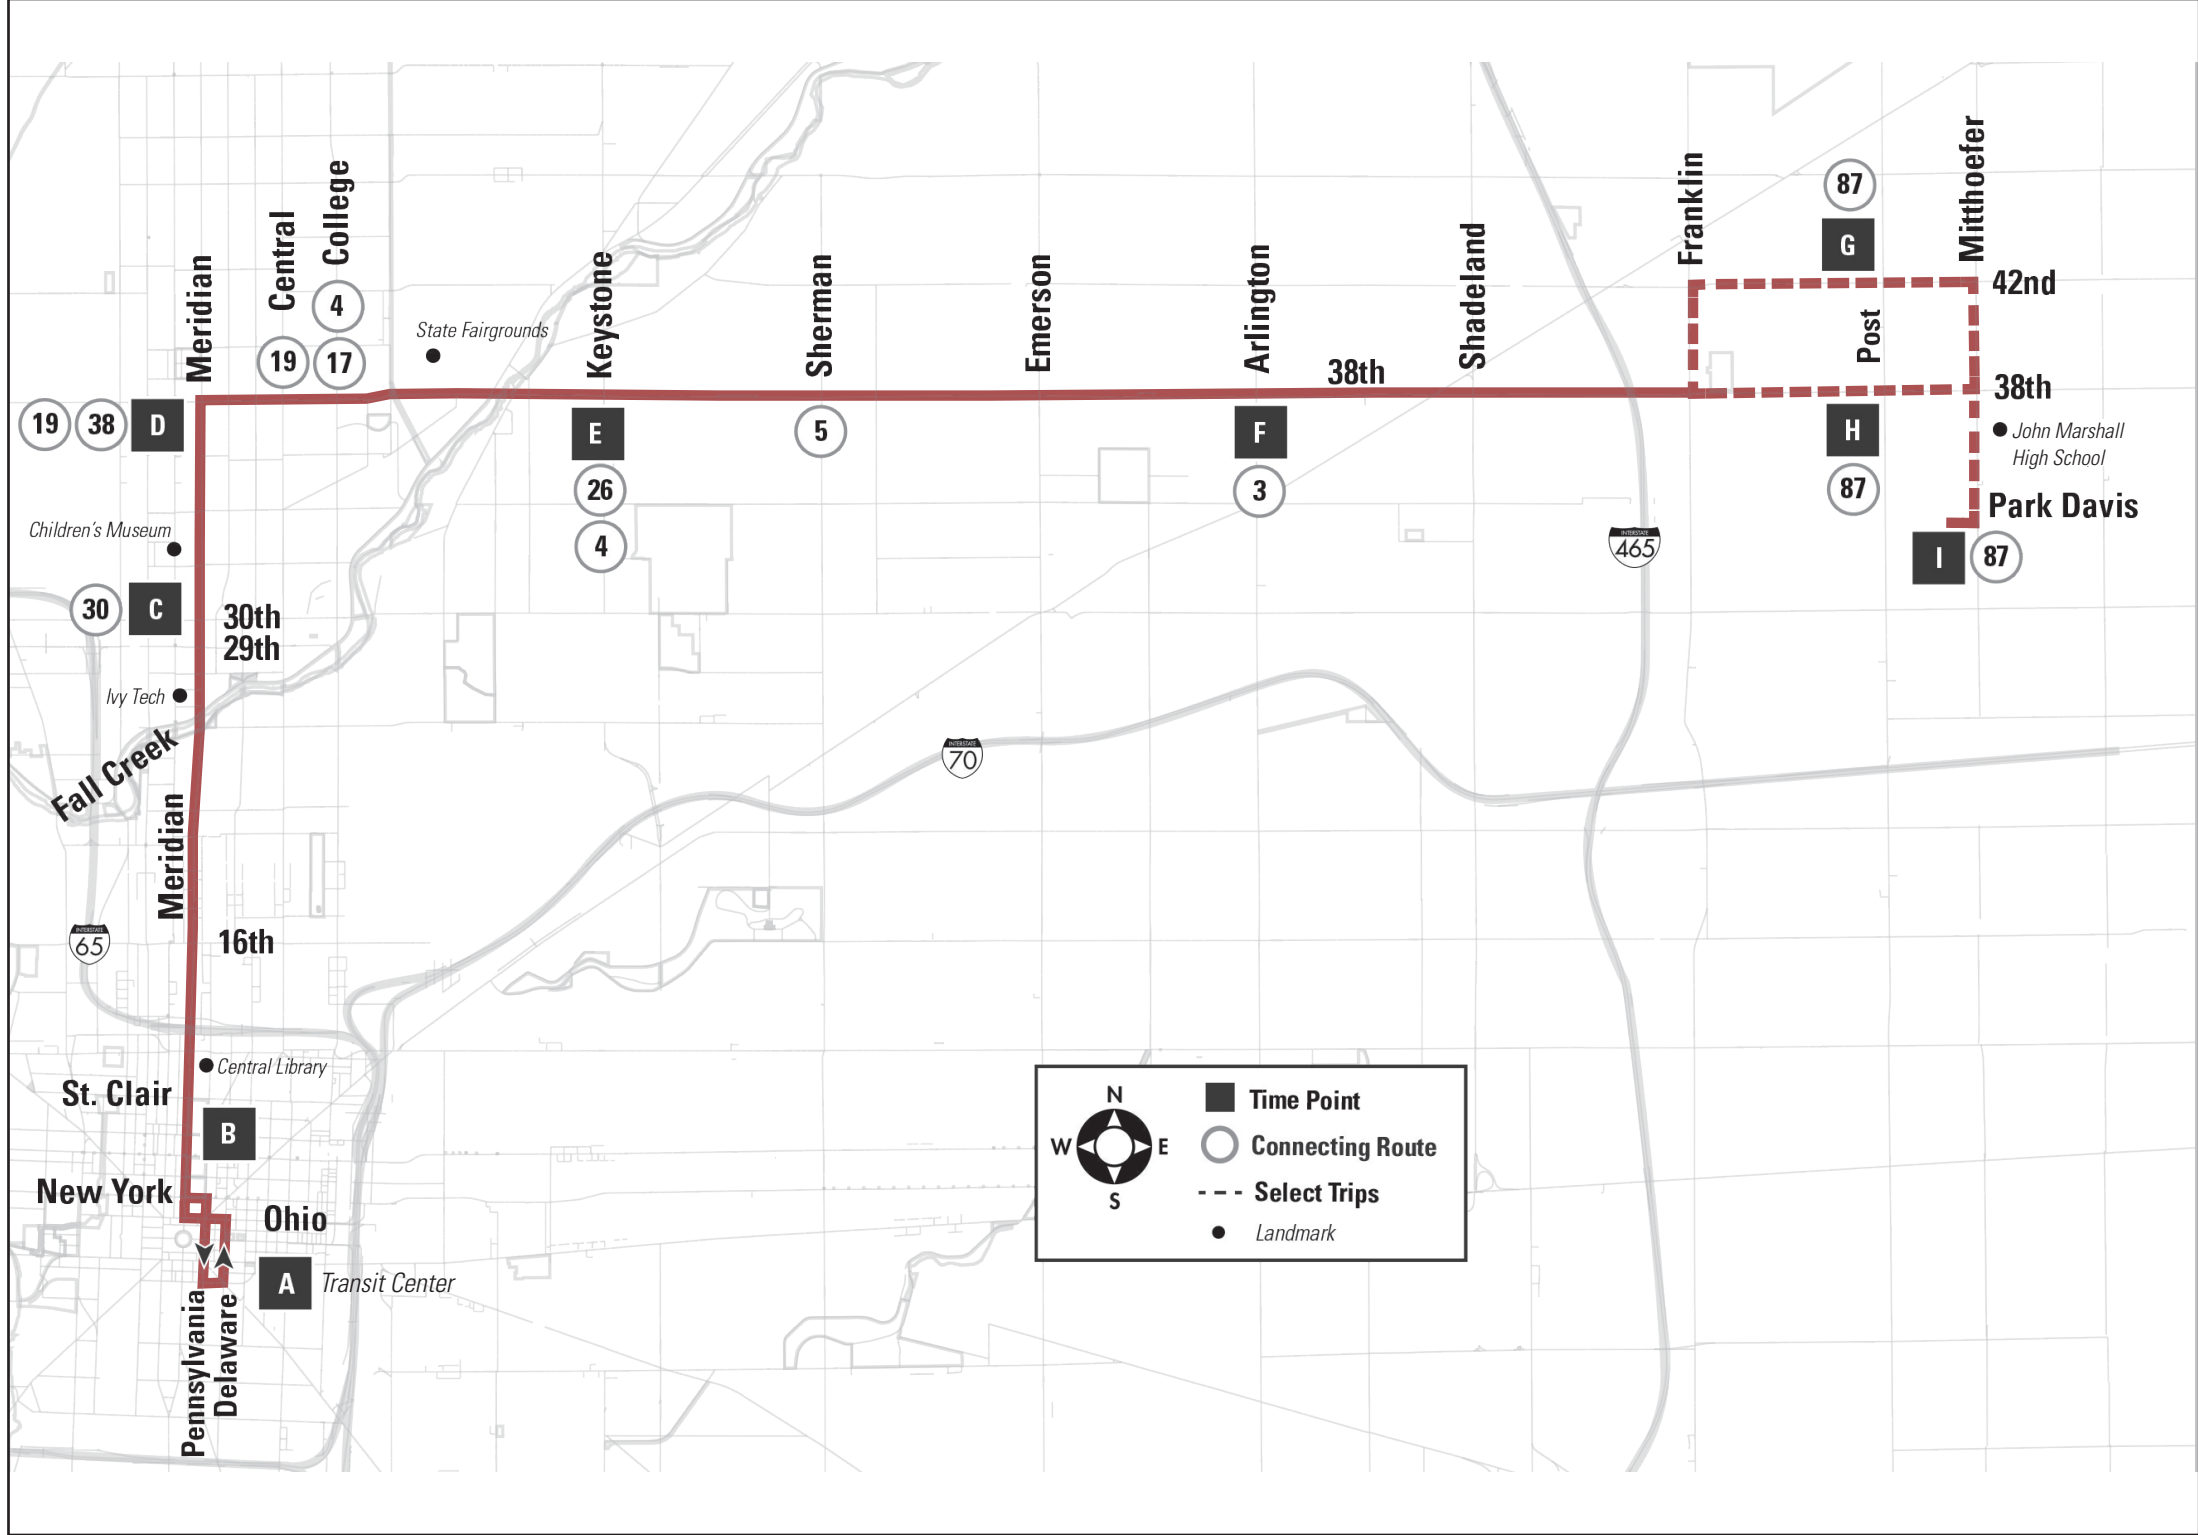 Meridian
Central
College
4
19
17
State Fairgrounds
Keystone
Sherman
Emerson
Arlington
38th
Shadeland
Franklin
87
G
Mitthoefer
42nd
Post
38th
19
38
D
E
26
4
5
F
3
H
87
John Marshall
High School
Park Davis
I
87
INTERSTATE
465
Children's Museum
30
C
30th
29th
Ivy Tech
Fall Creek
INTERSTATE
70
Meridian
INTERSTATE
65
16th
Central Library
St. Clair
B
New York
Ohio
A
Transit Center
Pennsylvania
Delaware
N
W
E
S
Time Point
Connecting Route
Select Trips
Landmark